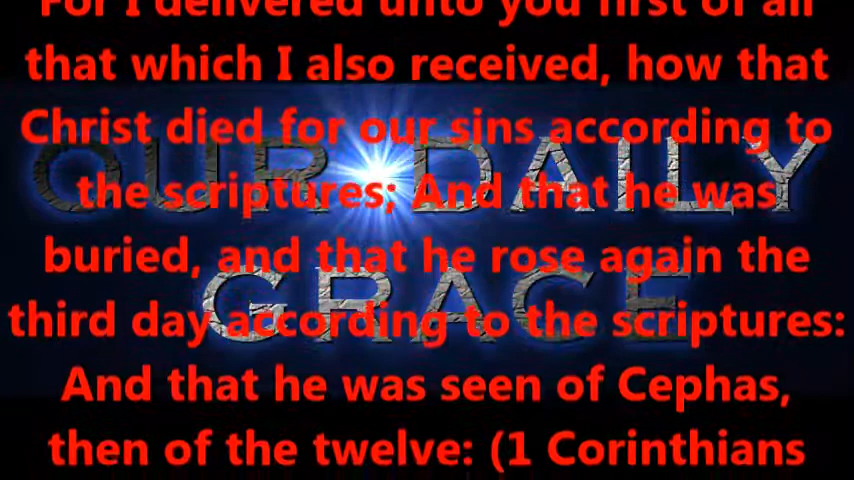 For I delivered unto you first of all
that which I also received, how that
Christ died for our sins according to
the scriptures; And that he was
buried, and that he rose again the
third day according to the scriptures:
And that he was seen of Cephas,
then of the twelve: (1 Corinthians
OUR DAILY
GRACE